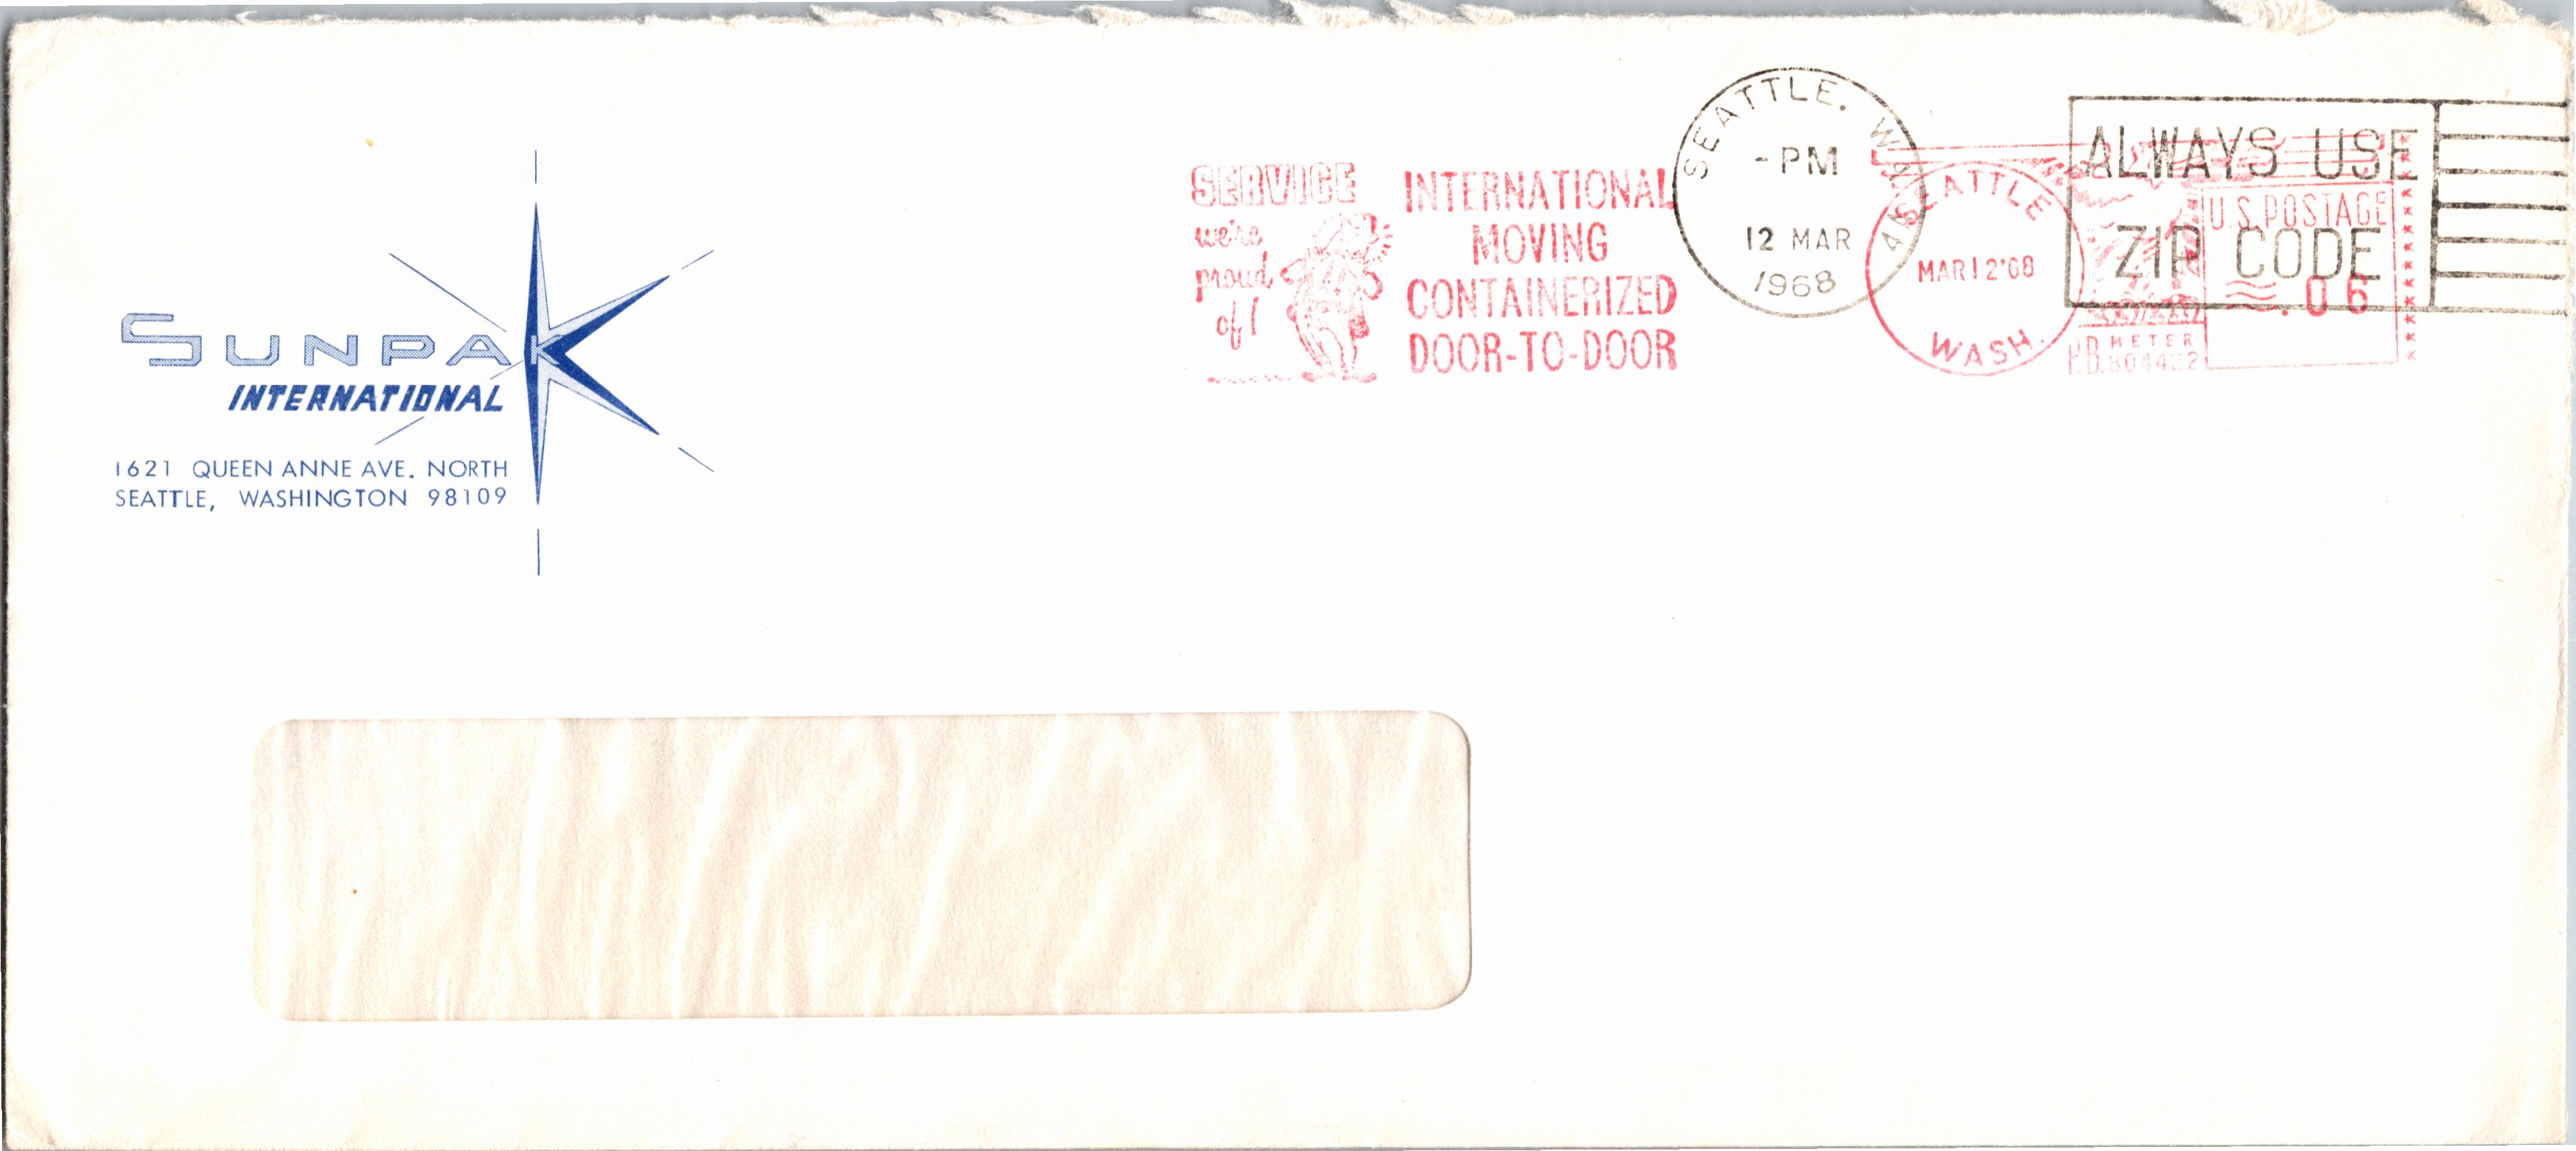 SUNPAK
INTERNATIONAL
1621 QUEEN ANNE AVE. NORTH
SEATTLE, WASHINGTON 98109
SERVICE
we're
proud
of!
INTERNATIONAL
MOVING
CONTAINERIZED
DOOR-TO-DOOR
SEATTLE, WASH
-PM
12 MAR
1968
SEATTLE
MAR 12 '68
WASH.
ALWAYS USE
ZIP CODE
U.S. POSTAGE
.06
P.B. METER
804422